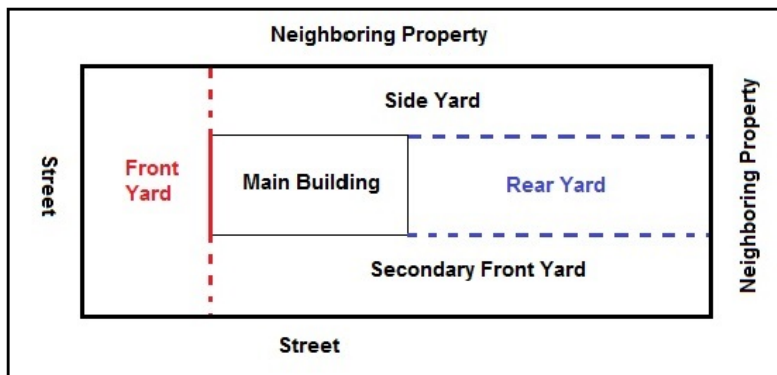 Neighboring Property
Side Yard
Street
Front
Yard
Main Building
Rear Yard
Neighboring Property
Secondary Front Yard
Street